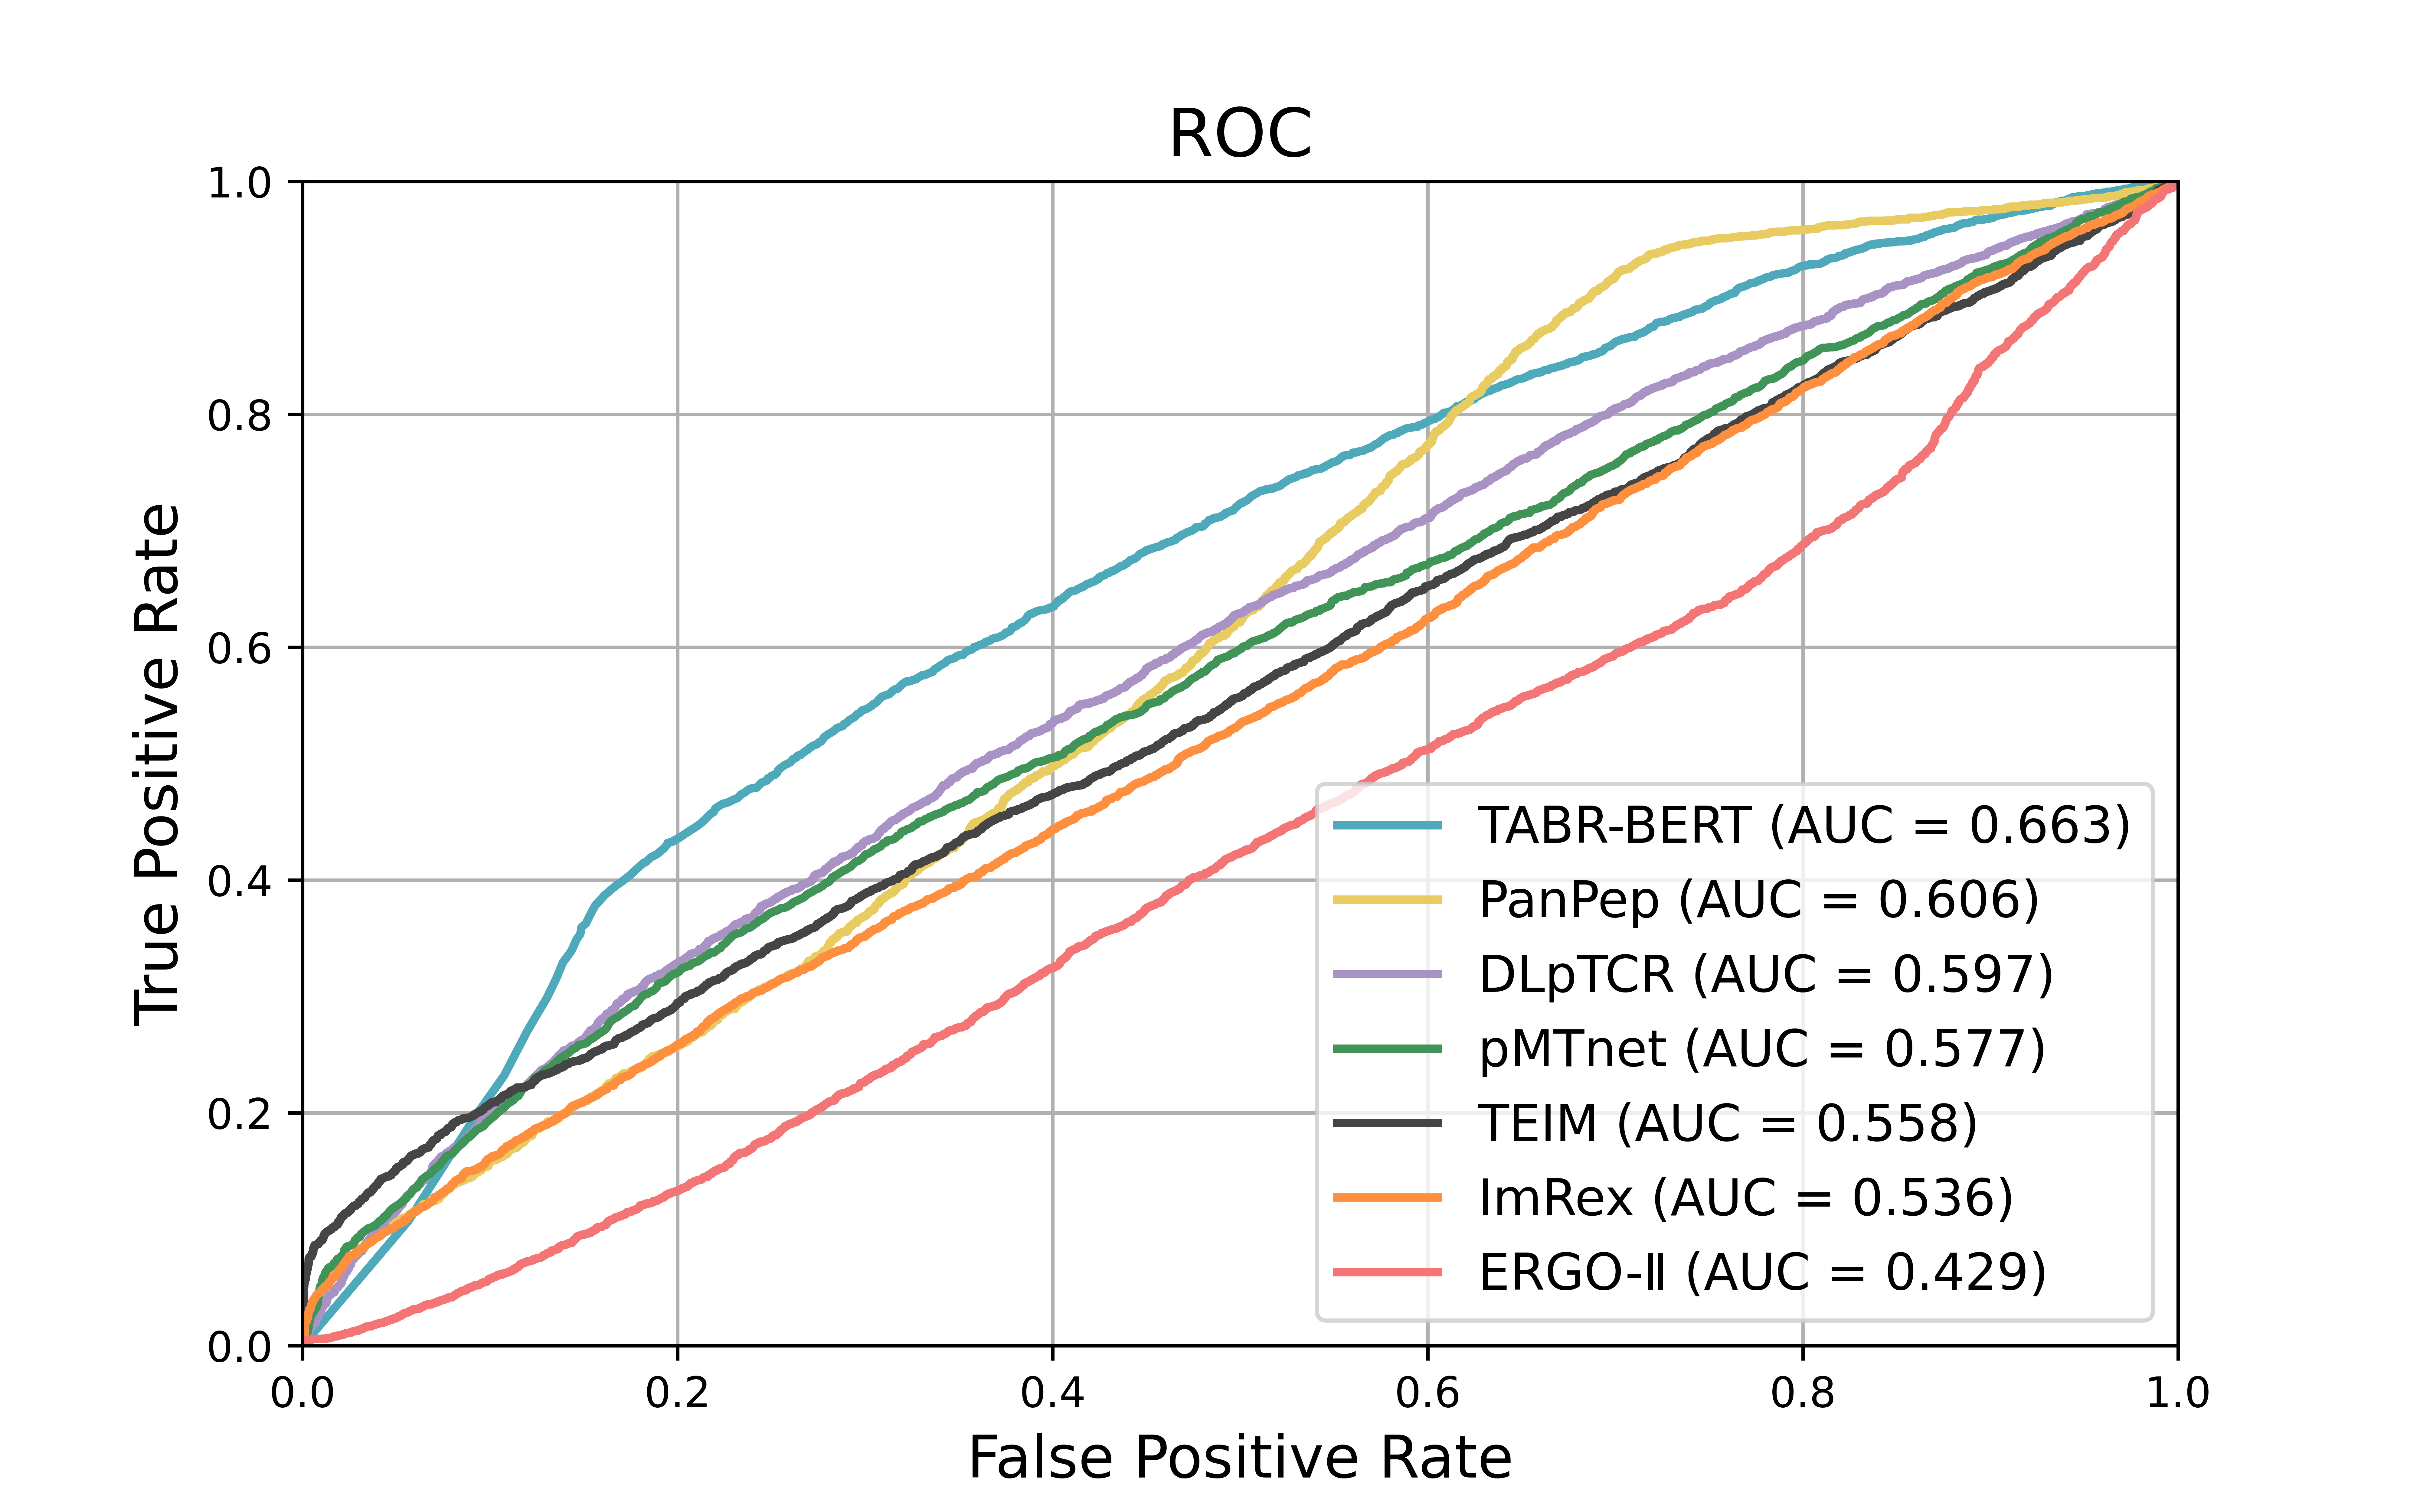 ROC
1.0
0.8
0.6
0.4
0.2
0.0
True Positive Rate
TABR-BERT (AUC = 0.663)
PanPep (AUC = 0.606)
DLpTCR (AUC = 0.597)
pMTnet (AUC = 0.577)
TEIM (AUC = 0.558)
ImRex (AUC = 0.536)
ERGO-Ⅱ (AUC = 0.429)
0.0 0.2 0.4 0.6 0.8 1.0
False Positive Rate